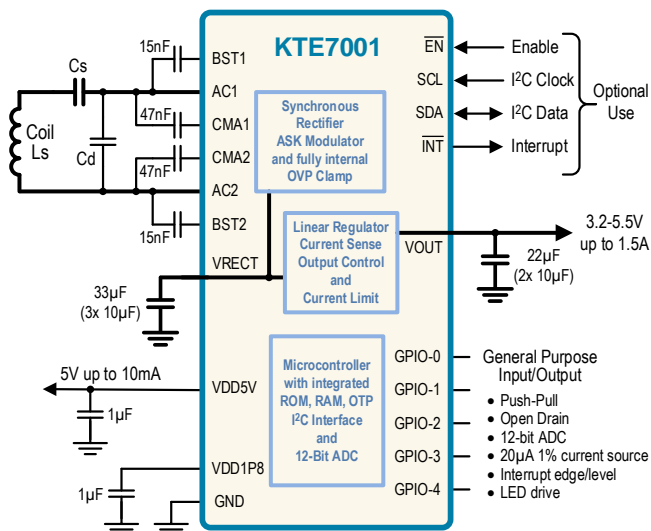 KTE7001
15nF
BST1
Cs
AC1
47nF
CMA1
Coil
Ls
Cd
CMA2
47nF
AC2
15nF
BST2
VRECT
33µF
(3x 10µF)
5V up to 10mA
VDD5V
1µF
VDD1P8
1µF
GND
Synchronous
Rectifier
ASK Modulator
and fully internal
OVP Clamp
Linear Regulator
Current Sense
Output Control
and
Current Limit
Microcontroller
with integrated
ROM, RAM, OTP
I²C Interface
and
12-Bit ADC
EN
Enable
SCL
I²C Clock
SDA
I²C Data
INT
Interrupt
Optional
Use
VOUT
3.2-5.5V
up to 1.5A
22µF
(2x 10µF)
GPIO-0
GPIO-1
GPIO-2
GPIO-3
GPIO-4
General Purpose
Input/Output
• Push-Pull
• Open Drain
• 12-bit ADC
• 20µA 1% current source
• Interrupt edge/level
• LED drive